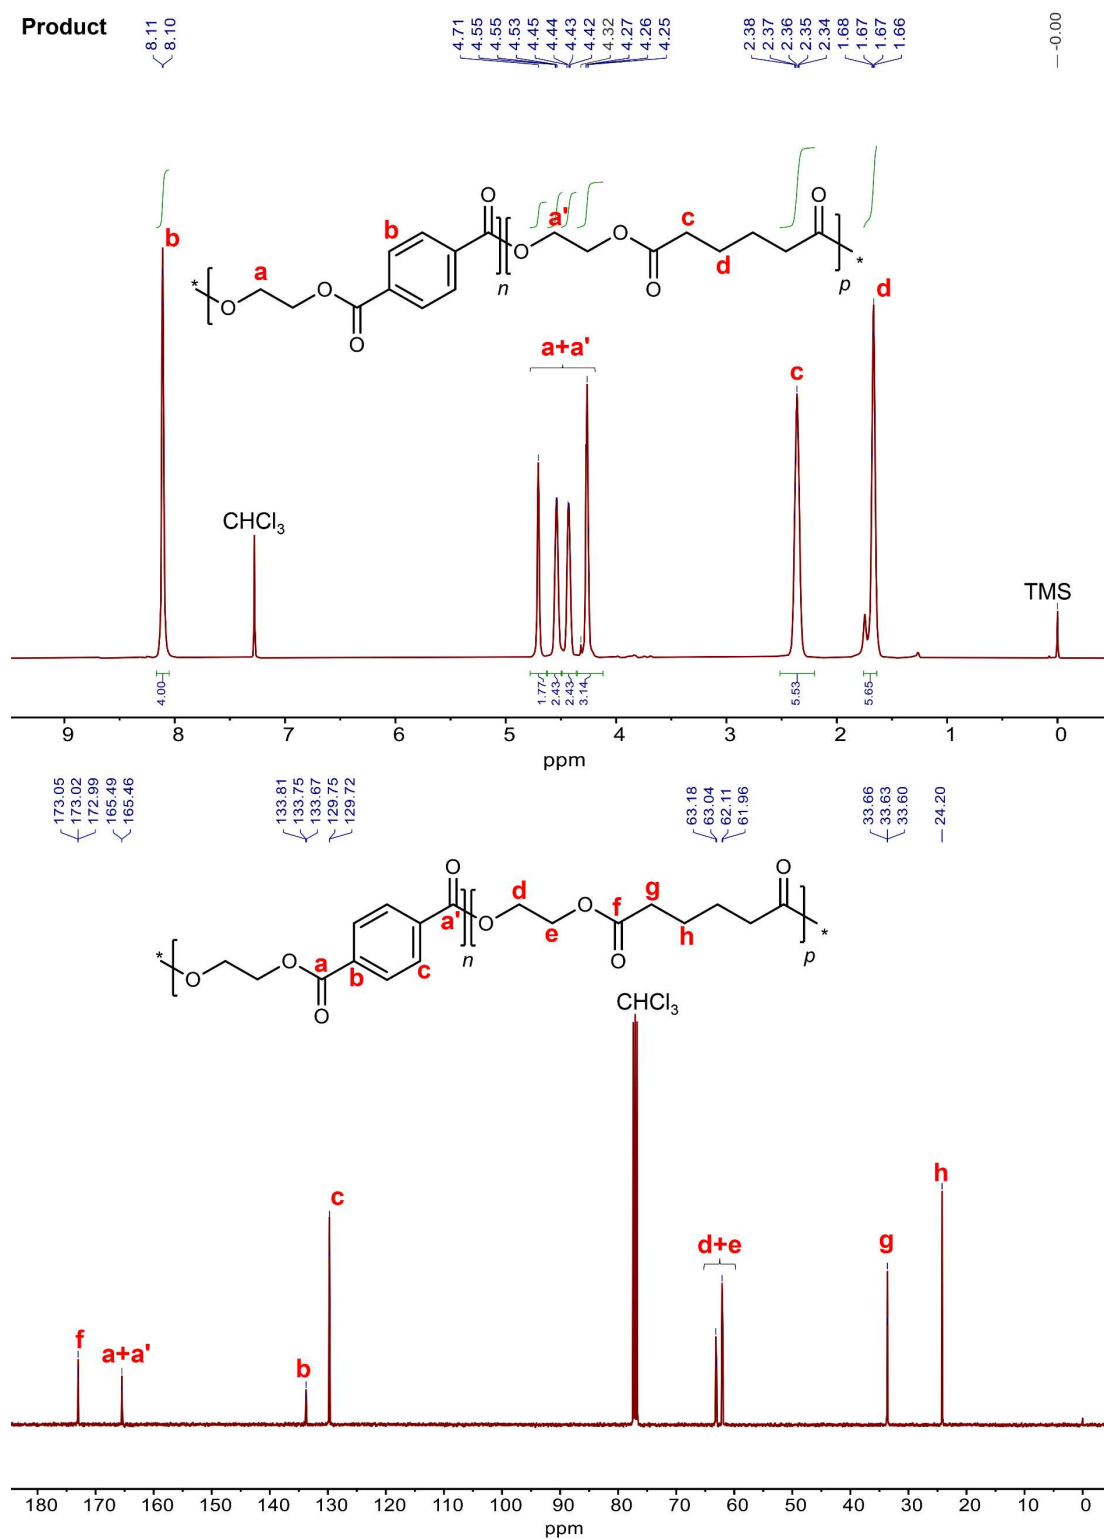 Product
8.11
8.10
4.71
4.55
4.55
4.53
4.45
4.44
4.43
4.42
4.32
4.27
4.26
4.25
2.38
2.37
2.36
2.35
2.34
1.68
1.67
1.67
1.66
-0.00
O
b
a'
c
O
b
O
O
O
d
a
O
n
O
p
d
*
*
O
O
a+a'
c
CHCl3
TMS
4.00
1.77
2.43
2.43
3.14
5.53
5.65
9 8 7 6 5 4 3 2 1 0
ppm
173.05
173.02
172.99
165.49
165.46
133.81
133.75
133.67
129.75
129.72
63.18
63.04
62.11
61.96
33.66
33.63
33.60
24.20
O
O
d
g
a'
O
O
f
e
h
*
*
a
O
c
n
O
p
b
O
O
CHCl3
c
h
d+e
g
f
a+a'
b
180 170 160 150 140 130 120 110 100 90 80 70 60 50 40 30 20 10 0
ppm